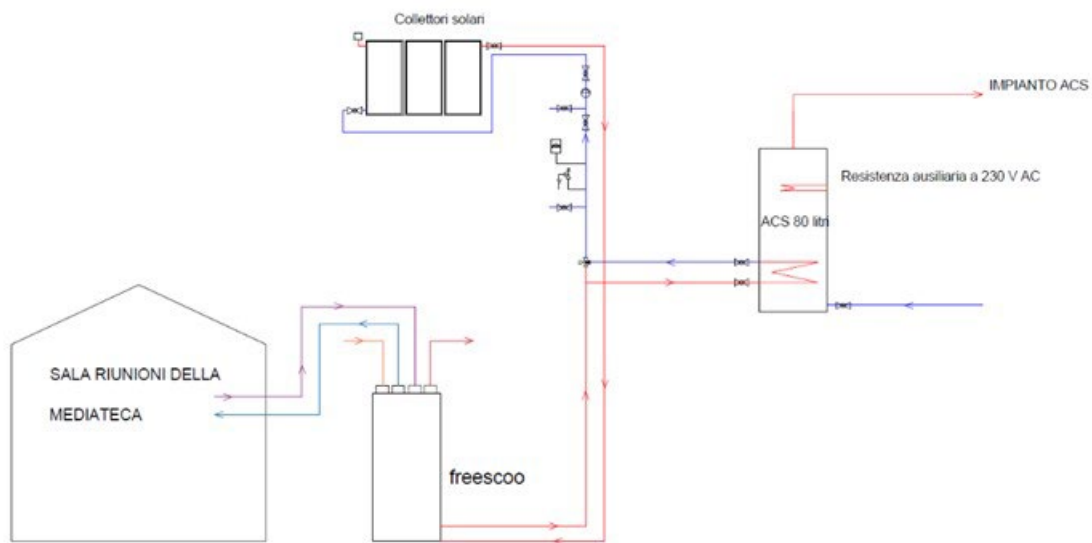 Collettori solari
IMPIANTO ACS
Resistenza ausiliaria a 230 V AC
ACS 80 litri
SALA RIUNIONI DELLA
MEDIATECA
freescoo